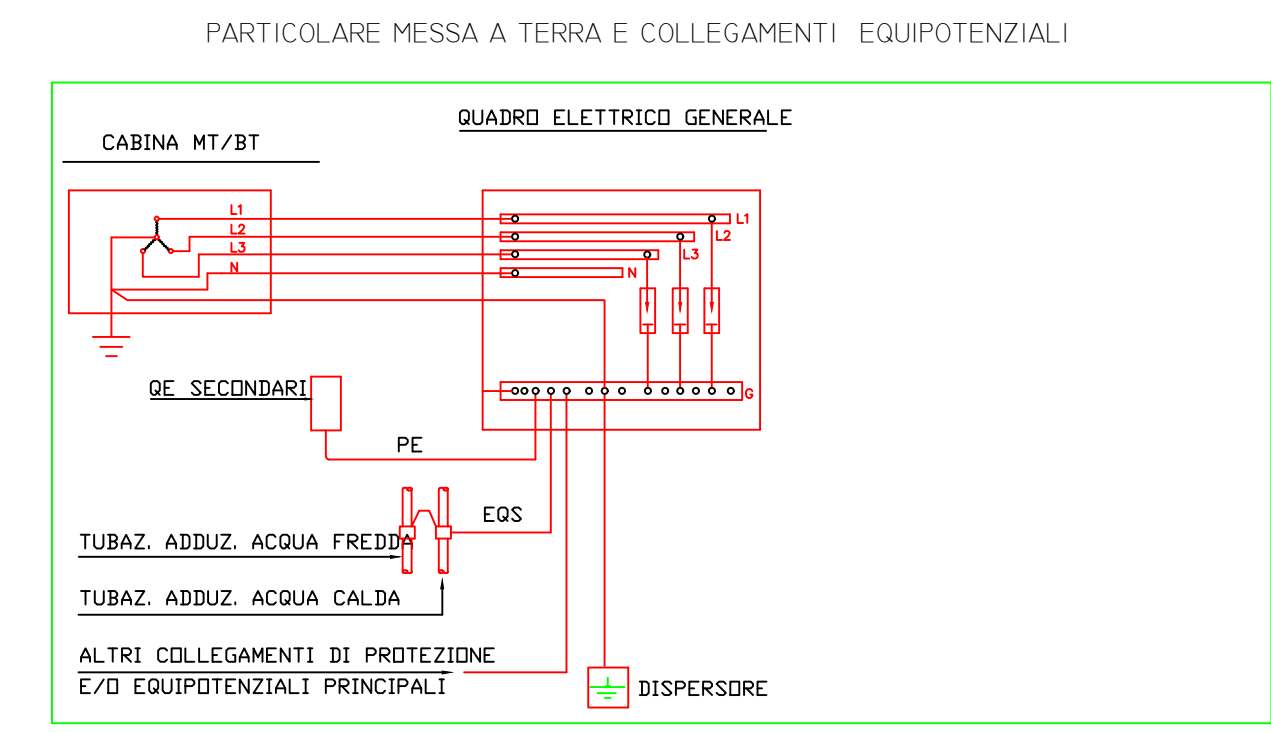 PARTICOLARE MESSA A TERRA E COLLEGAMENTI EQUIPOTENZIALI
QUADRO ELETTRICO GENERALE
CABINA MT/BT
L1
L2
L3
N
L1
L2
L3
N
G
QE SECONDARI
PE
EQS
TUBAZ. ADDUZ. ACQUA FREDDA
TUBAZ. ADDUZ. ACQUA CALDA
ALTRI COLLEGAMENTI DI PROTEZIONE
E/O EQUIPOTENZIALI PRINCIPALI
DISPERSORE